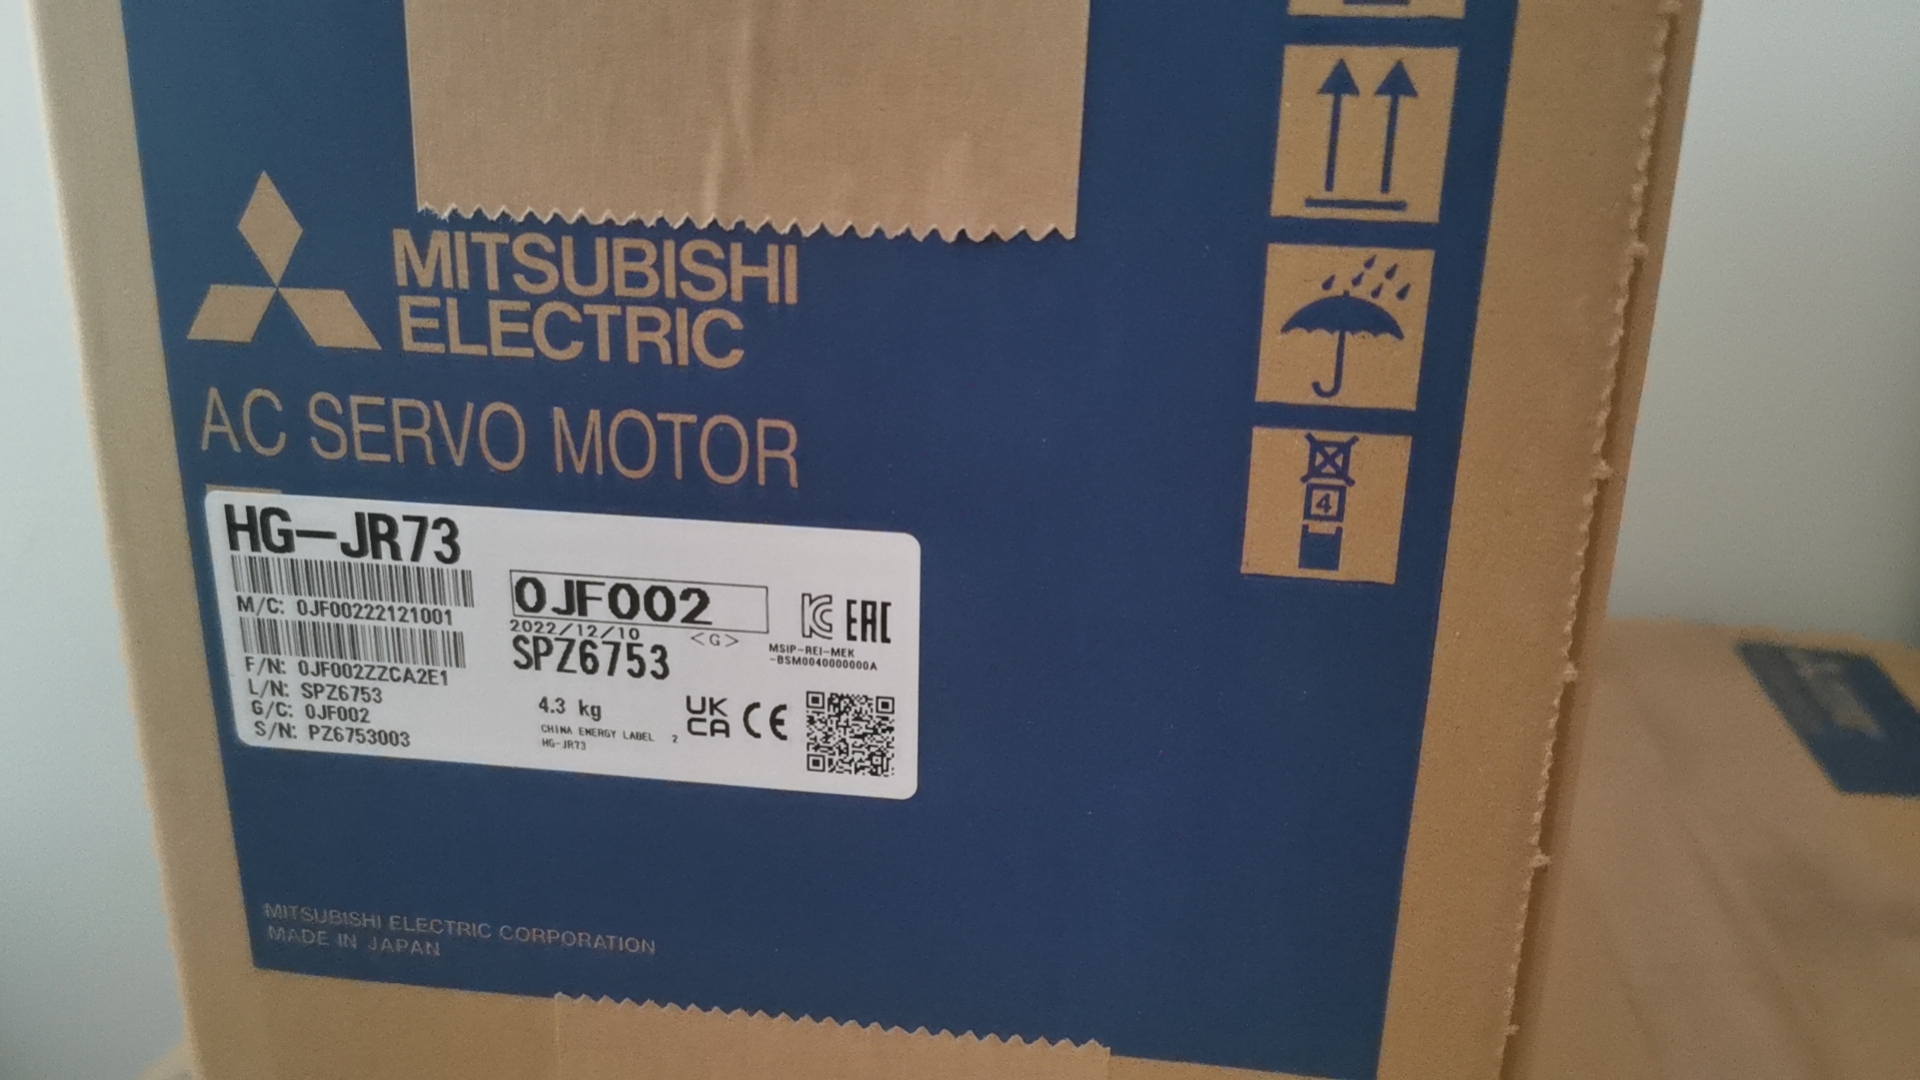 MITSUBISHI
ELECTRIC
AC SERVO MOTOR
HG-JR73
M/C: 0JF00222121001
F/N: 0JF002ZZCA2E1
L/N: SPZ6753
G/C: 0JF002
S/N: PZ6753003
0JF002
2022/12/10 <G>
SPZ6753
4.3 kg
CHINA ENERGY LABEL 2
HG-JR73
EAC
MSIP-REI-MEK
-BSM0040000000A
UK
CA CE
4
MITSUBISHI ELECTRIC CORPORATION
MADE IN JAPAN